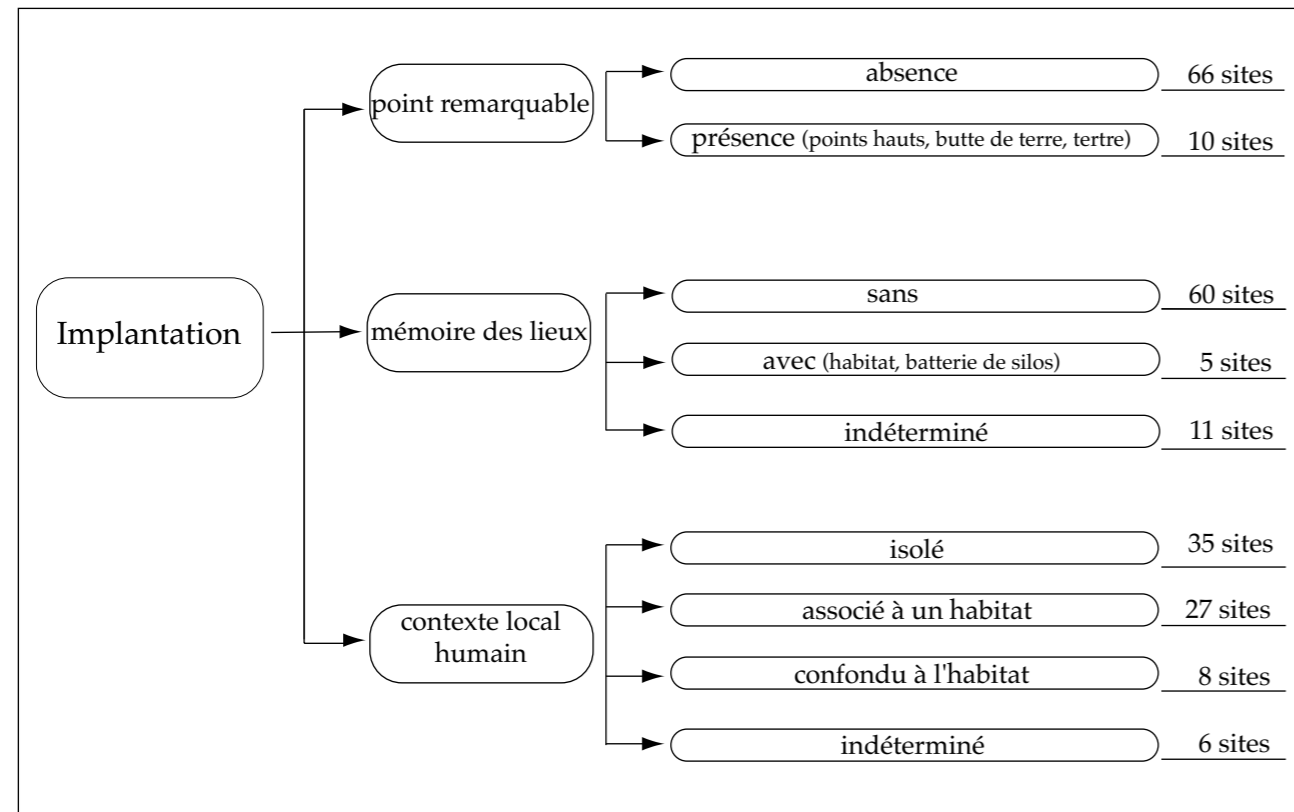 Implantation
point remarquable
absence
66 sites
présence (points hauts, butte de terre, tertre)
10 sites
mémoire des lieux
sans
60 sites
avec (habitat, batterie de silos)
5 sites
indéterminé
11 sites
contexte local
humain
isolé
35 sites
associé à un habitat
27 sites
confondu à l'habitat
8 sites
indéterminé
6 sites